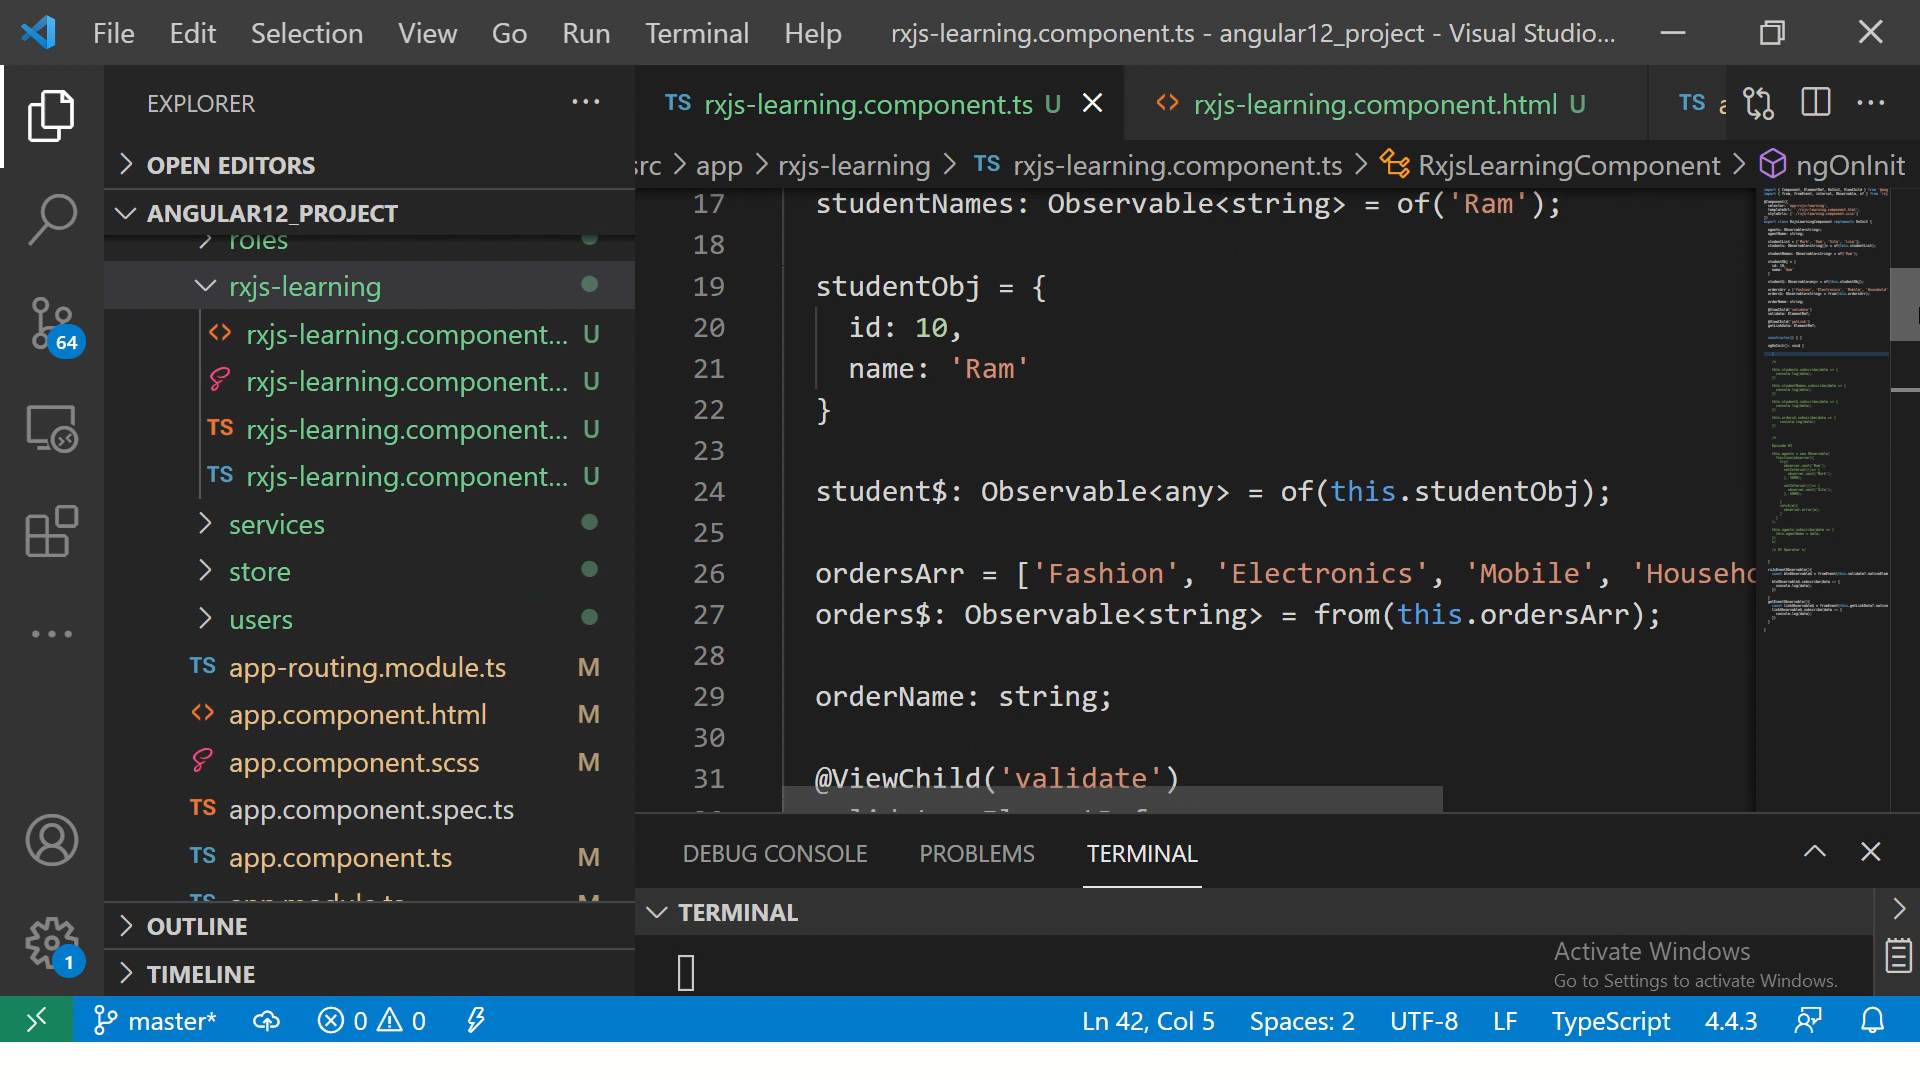 File Edit Selection View Go Run Terminal Help rxjs-learning.component.ts - angular12_project - Visual Studio...
EXPLORER ...
TS rxjs-learning.component.ts U
<> rxjs-learning.component.html U
TS
OPEN EDITORS
app > rxjs-learning > TS rxjs-learning.component.ts > RxjsLearningComponent > ngOnInit
ANGULAR12_PROJECT
roles
rxjs-learning
<> rxjs-learning.component... U
rxjs-learning.component... U
TS rxjs-learning.component... U
TS rxjs-learning.component... U
services
store
users
TS app-routing.module.ts M
<> app.component.html M
app.component.scss M
TS app.component.spec.ts
TS app.component.ts M
OUTLINE
TIMELINE
64
1
17 studentNames: Observable<string> = of('Ram');
18
19 studentObj = {
20 id: 10,
21 name: 'Ram'
22 }
23
24 student$: Observable<any> = of(this.studentObj);
25
26 ordersArr = ['Fashion', 'Electronics', 'Mobile',
27 orders$: Observable<string> = from(this.ordersArr);
28
29 orderName: string;
30
31 @ViewChild('validate')
DEBUG CONSOLE PROBLEMS TERMINAL
TERMINAL
Activate Windows
Go to Settings to activate Windows.
master* 0 0 Ln 42, Col 5 Spaces: 2 UTF-8 LF TypeScript 4.4.3